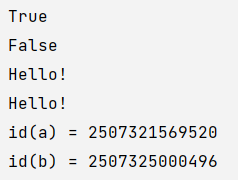 True
False
Hello!
Hello!
id(a) = 2507321569520
id(b) = 2507325000496